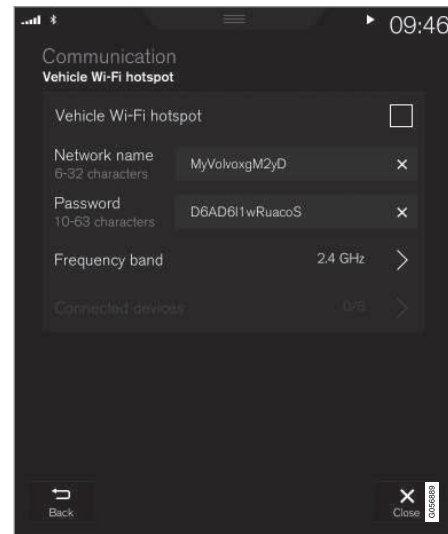 09:46
Communication
Vehicle Wi-Fi hotspot
Vehicle Wi-Fi hotspot
Network name
6-32 characters
MyVolvoxgM2yD
Password
10-63 characters
D6AD6l1wRuacoS
Frequency band
2.4 GHz
Connected devices
0/8
Back
Close
G056889